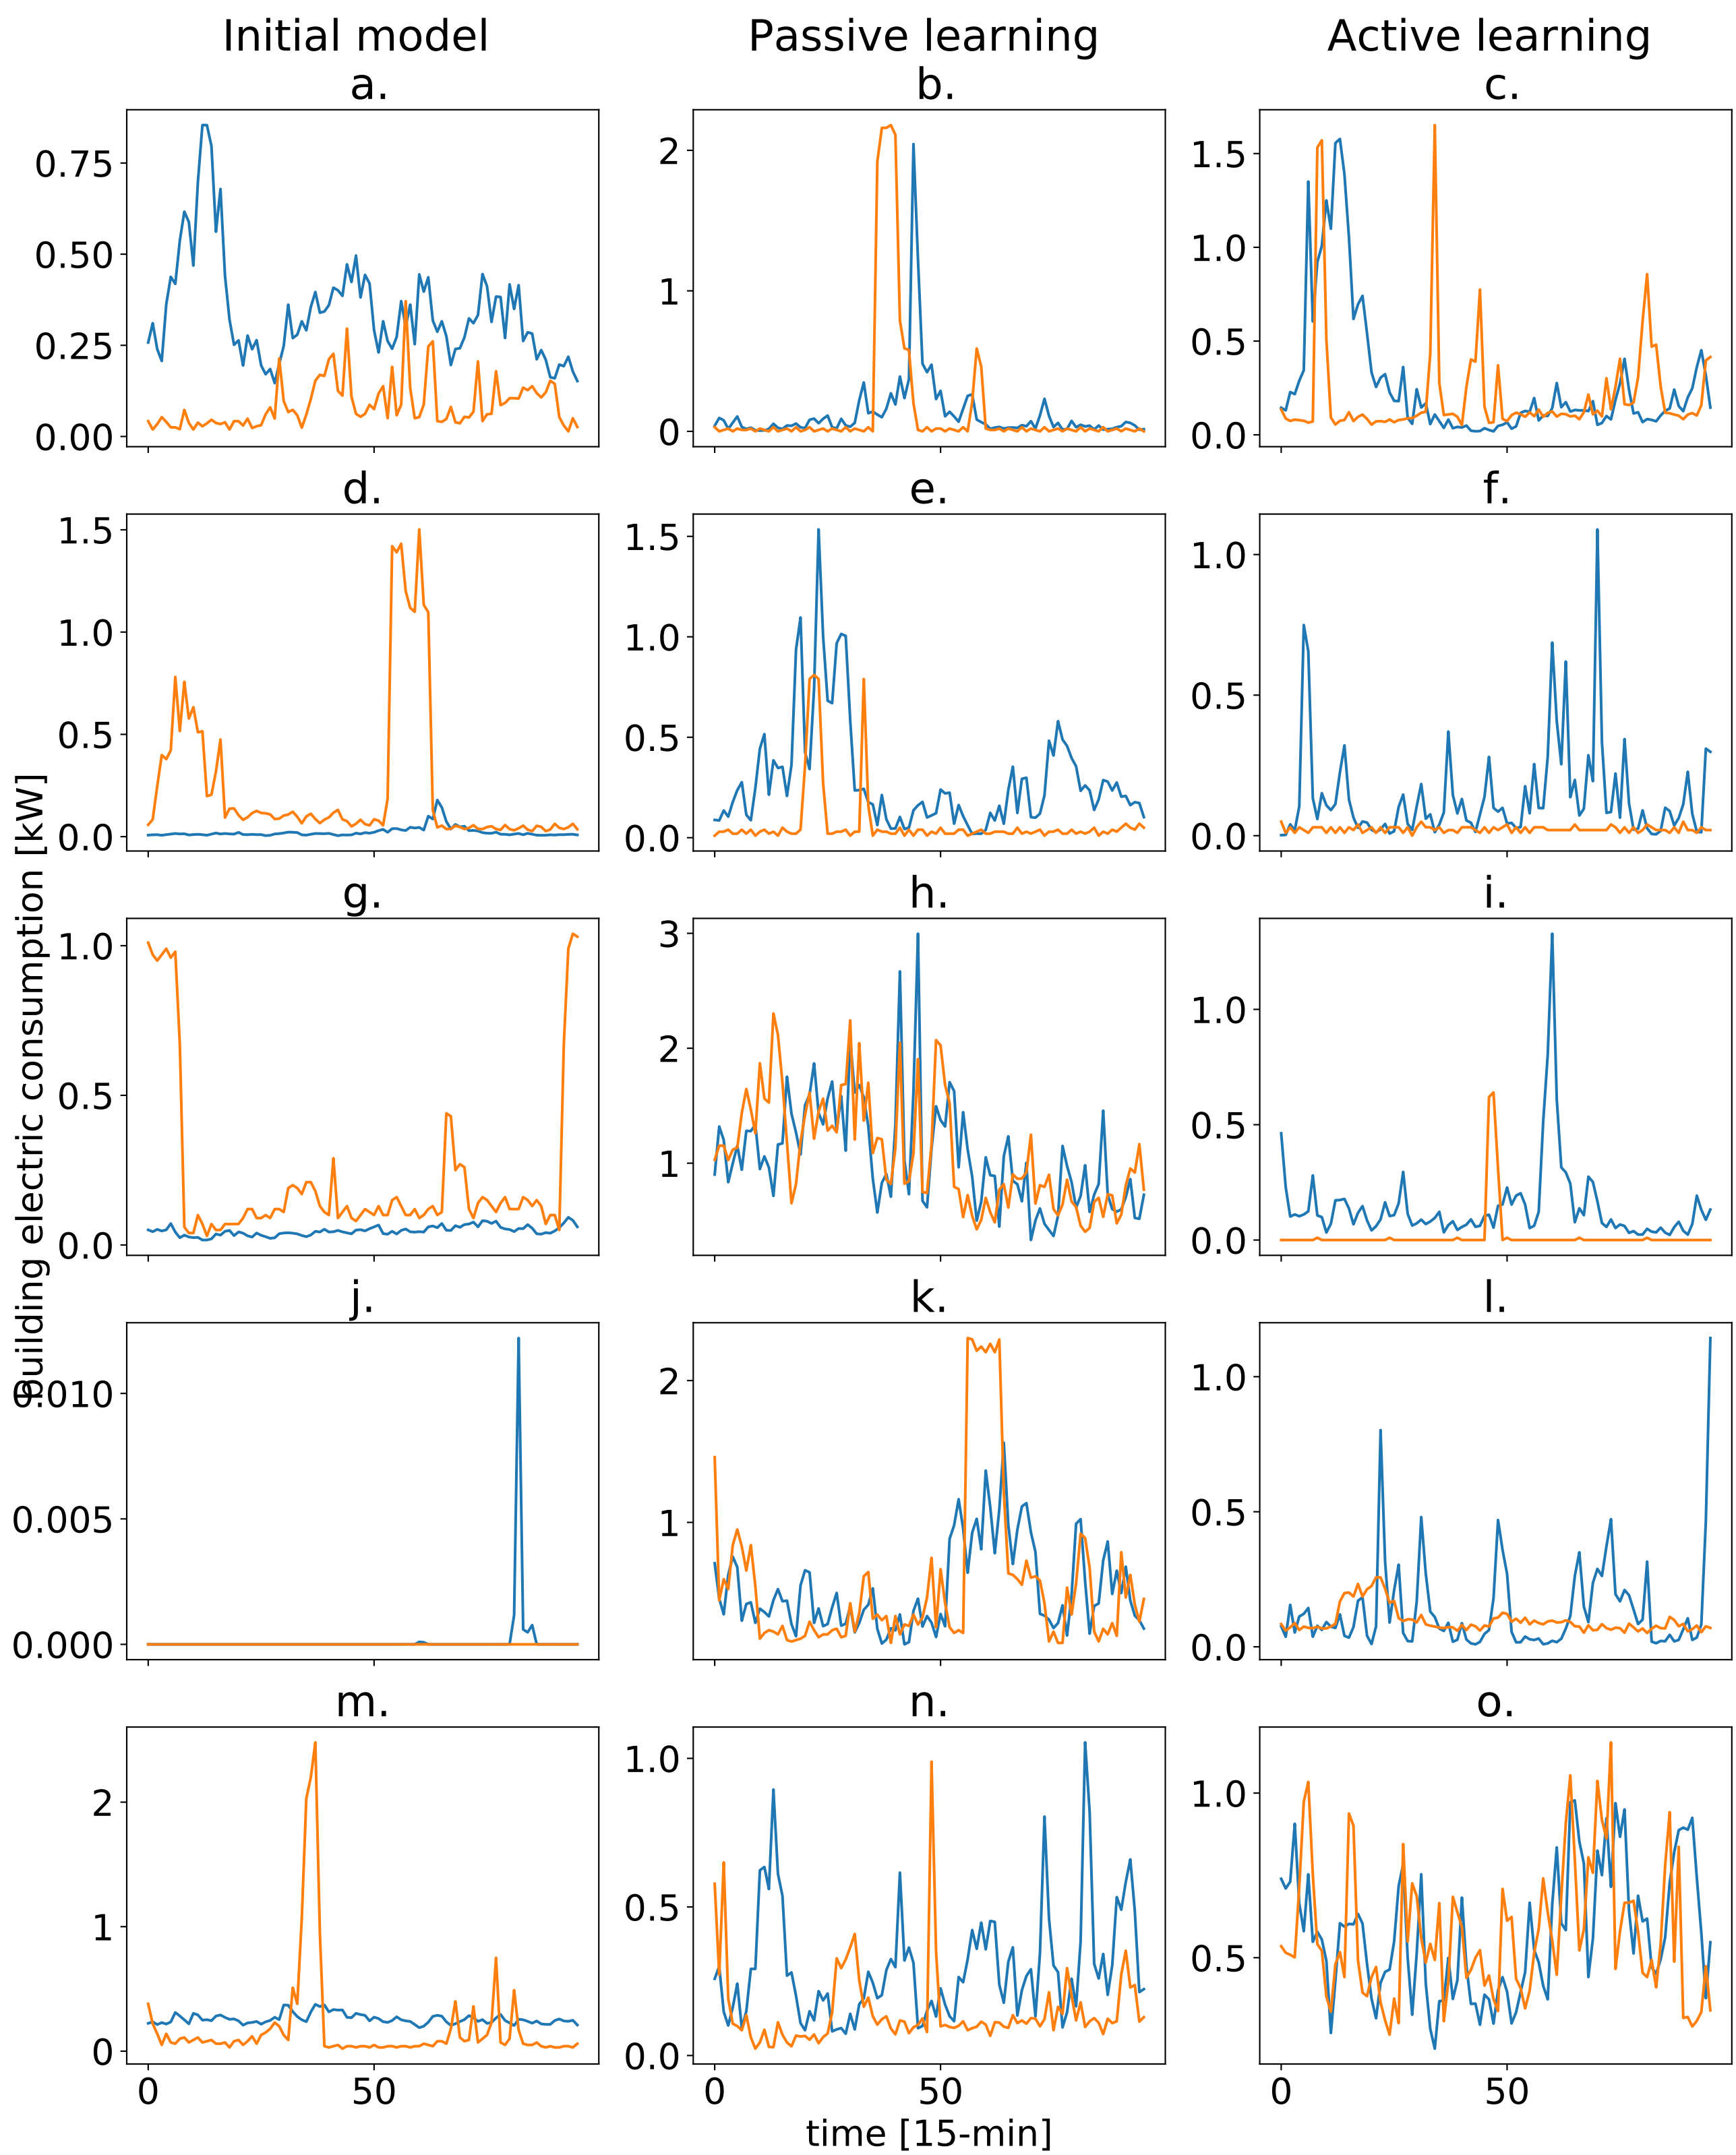 Initial model Passive learning Active learning
a. b. c.
0.75 2 1.5
0.50 1 1.0
0.25 0.5
0.00 0 0.0
d. e. f.
1.5 1.5 1.0
1.0 1.0
0.5 0.5 0.5
0.0 0.0 0.0
g. h. i.
1.0 3 1.0
0.5 2 0.5
0.0 1 0.0
building electric consumption [kW]
j. k. l.
0.010 2 1.0
0.005 1 0.5
0.000 0.0
m. n. o.
2 1.0 1.0
1 0.5 0.5
0 0.0
0 50 0 50 0 50
time [15-min]